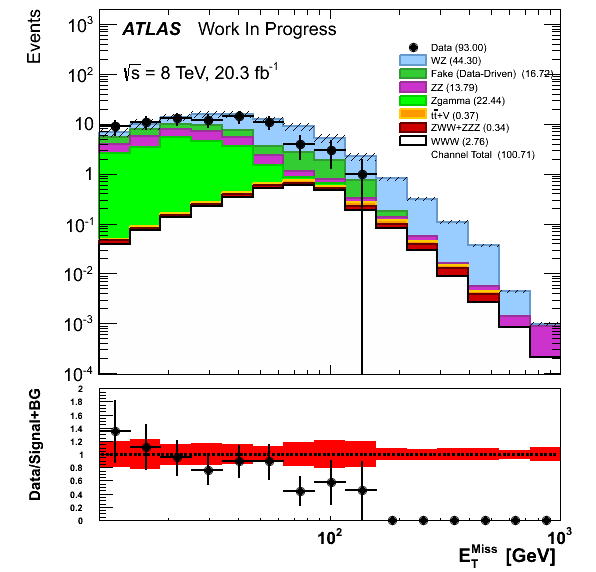 Events
10³
10²
10
1
10⁻¹
10⁻²
10⁻³
10⁻⁴
ATLAS Work In Progress
√s = 8 TeV, 20.3 fb⁻¹
Data (93.00)
WZ (44.30)
Fake (Data-Driven) (16.72)
ZZ (13.79)
Zgamma (22.44)
tt̄+V (0.37)
ZWW+ZZZ (0.34)
WWW (2.76)
Channel Total (100.71)
Data/Signal+BG
2
1.8
1.6
1.4
1.2
1
0.8
0.6
0.4
0.2
0
10²
10³
E_T^Miss [GeV]